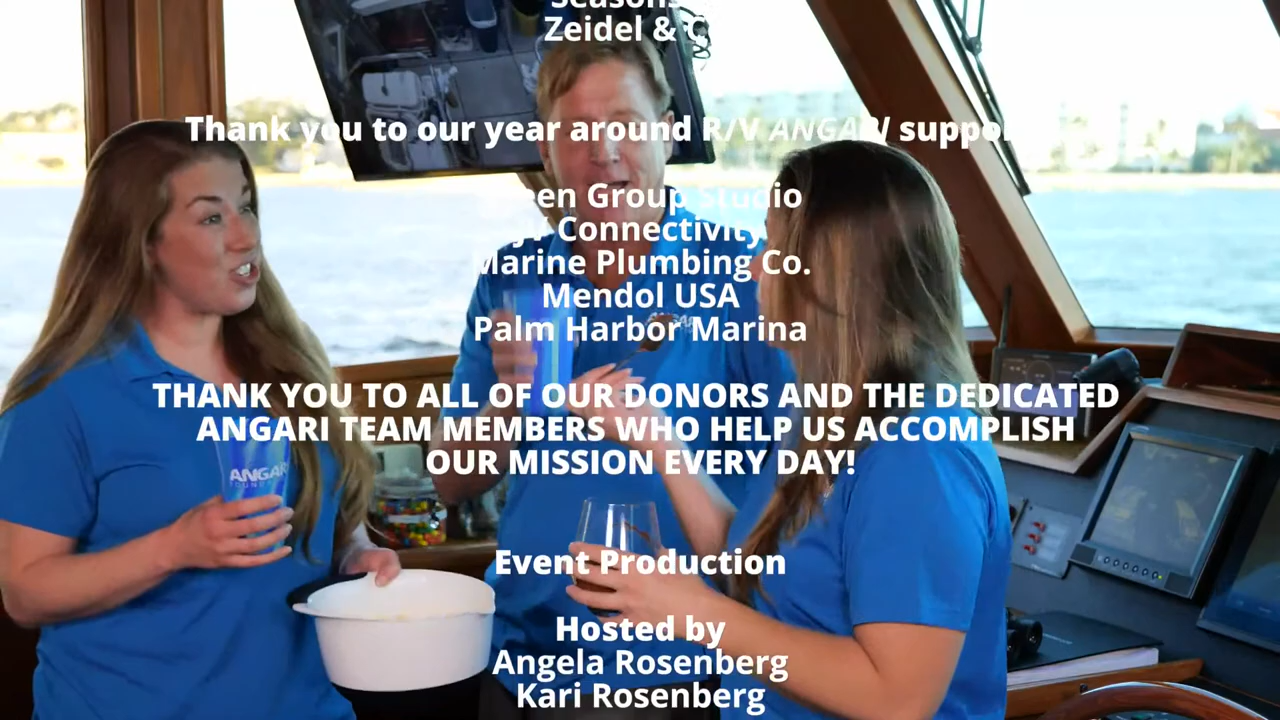 Zeidel & 
Thank you to our year around R/V ANGARI
Group Studio
Connectivity
Marine Plumbing Co.
Mendol USA
Palm Harbor Marina
THANK YOU TO ALL OF OUR DONORS AND THE DEDICATED
ANGARI TEAM MEMBERS WHO HELP US ACCOMPLISH
OUR MISSION EVERY DAY!
ANGARI
Event Production
Hosted by
Angela Rosenberg
Kari Rosenberg